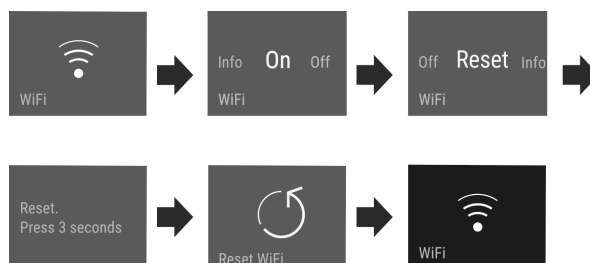 WiFi
Info On Off
WiFi
Off Reset Info
WiFi
Reset.
Press 3 seconds
Reset WiFi
WiFi